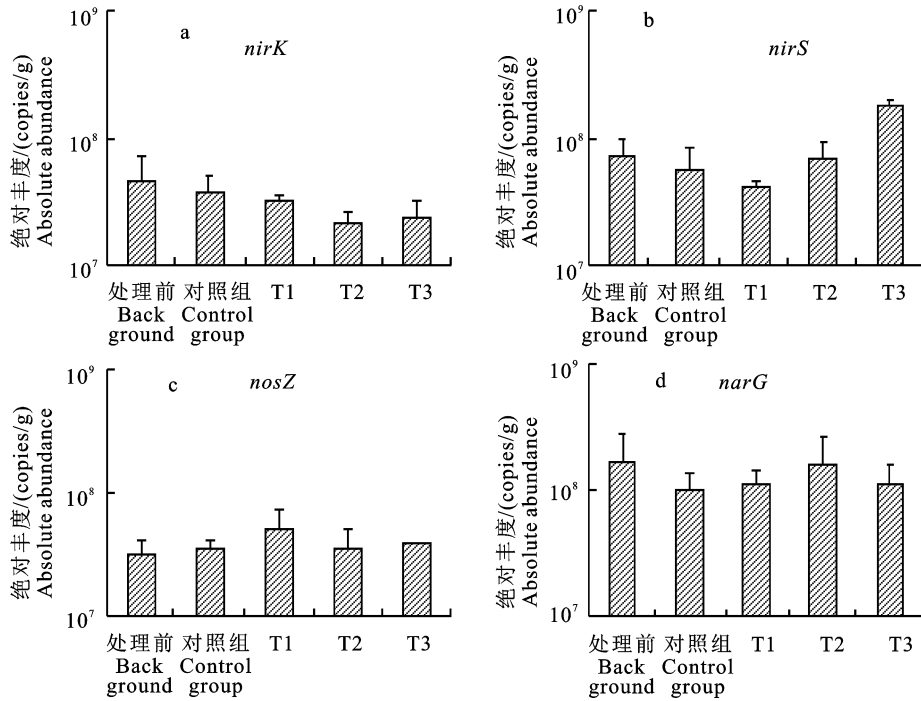 绝对丰度/(copies/g)
Absolute abundance
10⁹
10⁸
10⁷
a
nirK
处理前 对照组 T1 T2 T3
Back Control
ground group
绝对丰度/(copies/g)
Absolute abundance
10⁹
10⁸
10⁷
b
nirS
处理前 对照组 T1 T2 T3
Back Control
ground group
绝对丰度/(copies/g)
Absolute abundance
10⁹
10⁸
10⁷
c
nosZ
处理前 对照组 T1 T2 T3
Back Control
ground group
绝对丰度/(copies/g)
Absolute abundance
10⁹
10⁸
10⁷
d
narG
处理前 对照组 T1 T2 T3
Back Control
ground group